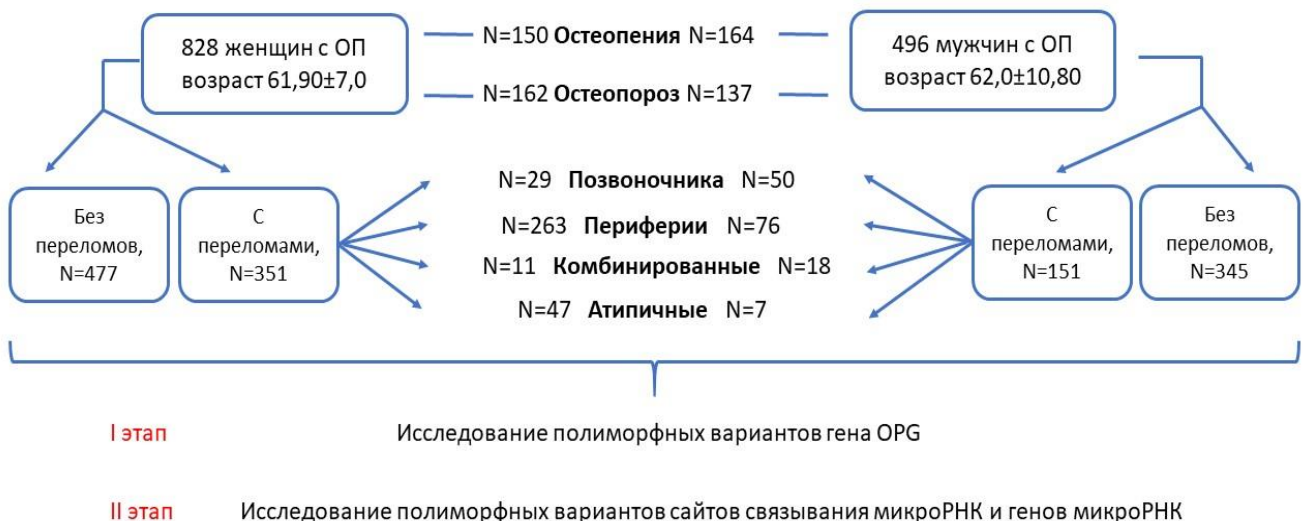 828 женщин с ОП
возраст 61,90±7,0
N=150 Остеопения N=164
N=162 Остеопороз N=137
496 мужчин с ОП
возраст 62,0±10,80
Без
переломов,
N=477
С
переломами,
N=351
N=29 Позвоночника N=50
N=263 Периферии N=76
N=11 Комбинированные N=18
N=47 Атипичные N=7
С
переломами,
N=151
Без
переломов,
N=345
I этап Исследование полиморфных вариантов гена OPG
II этап Исследование полиморфных вариантов сайтов связывания микроРНК и генов микроРНК